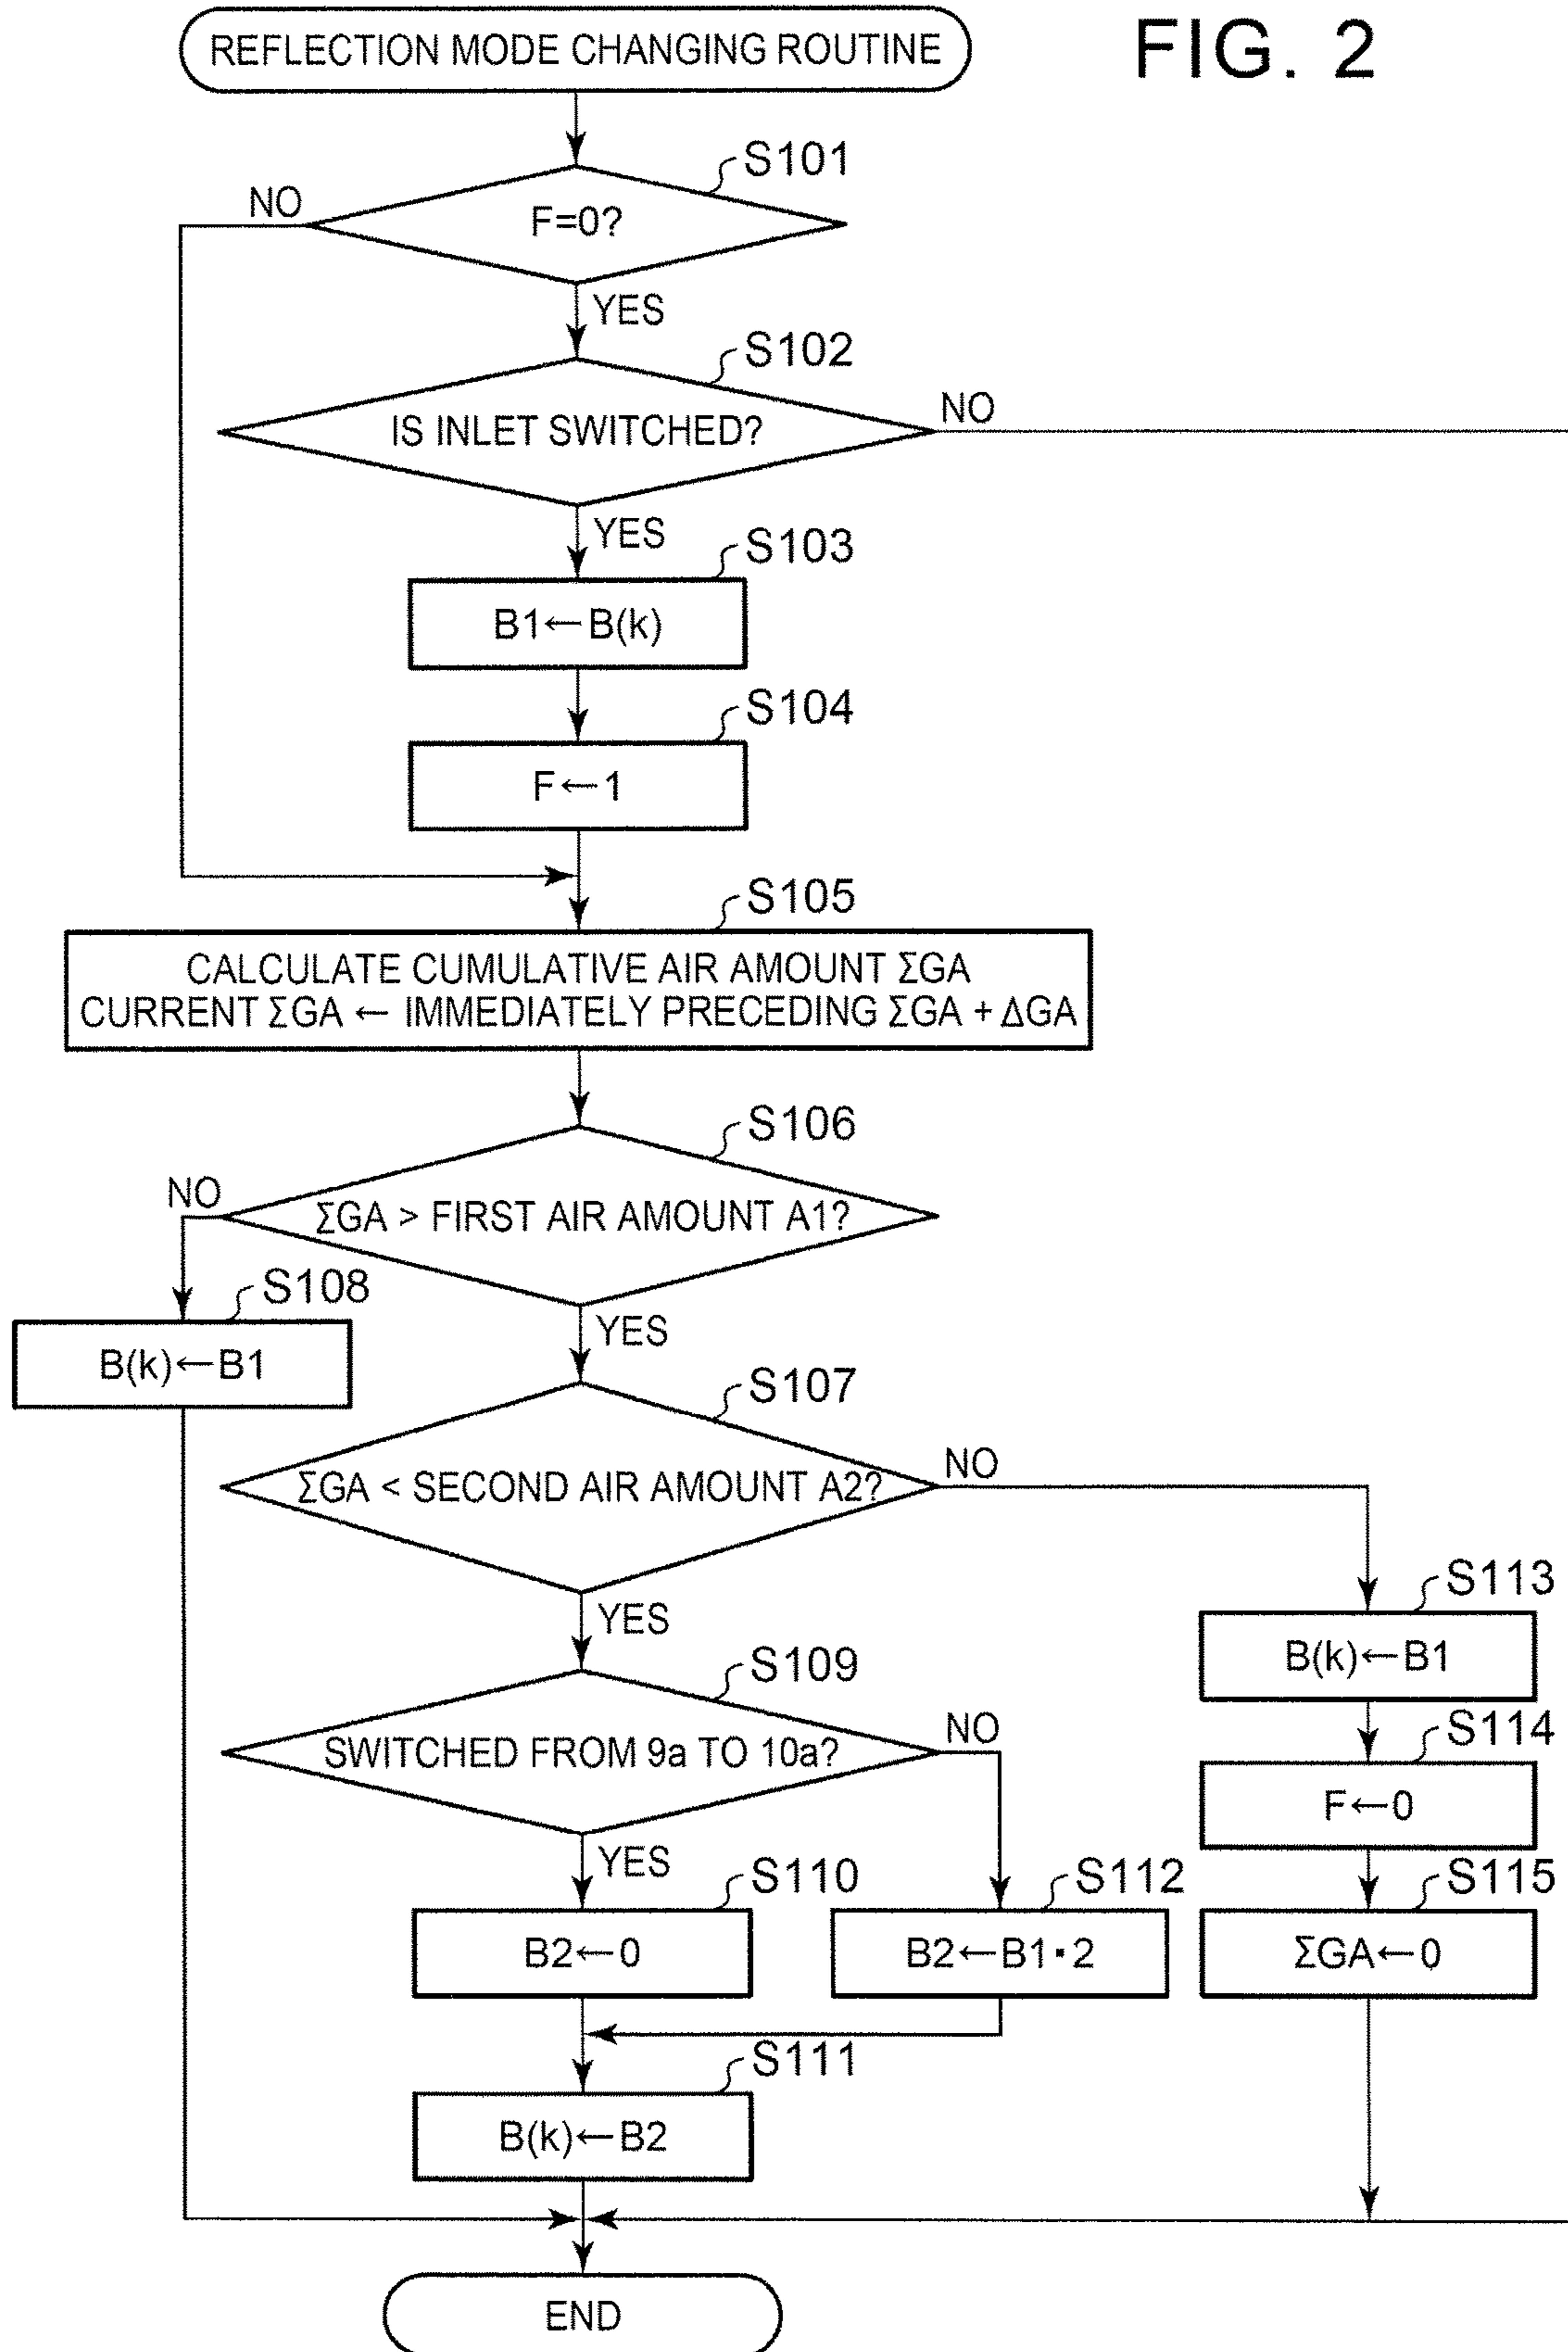 FIG. 2
REFLECTION MODE CHANGING ROUTINE
S101
F=0?
NO
YES
S102
IS INLET SWITCHED?
NO
YES
S103
B1←B(k)
S104
F←1
S105
CALCULATE CUMULATIVE AIR AMOUNT ΣGA
CURRENT ΣGA ← IMMEDIATELY PRECEDING ΣGA + ΔGA
S106
ΣGA > FIRST AIR AMOUNT A1?
NO
YES
S108
B(k)←B1
S107
ΣGA < SECOND AIR AMOUNT A2?
NO
YES
S113
B(k)←B1
S109
SWITCHED FROM 9a TO 10a?
NO
YES
S114
F←0
S110
B2←0
S112
B2←B1▪2
S115
ΣGA←0
S111
B(k)←B2
END